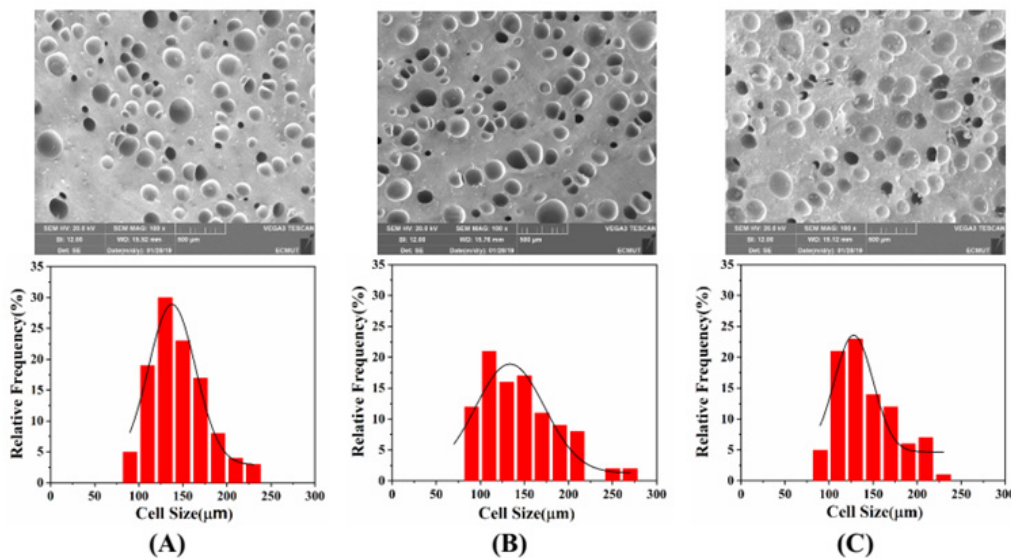 SEM HV: 20.0 kV SEM MAG: 100 x VEGA3 TESCAN
SI: 12.00 WD: 15.92 mm 500 µm
Det: SE Date(m/d/y): 01/28/19 ECMUT
SEM HV: 20.0 kV SEM MAG: 100 x VEGA3 TESCAN
SI: 12.00 WD: 15.76 mm 500 µm
Det: SE Date(m/d/y): 01/28/19 ECMUT
SEM HV: 20.0 kV SEM MAG: 100 x VEGA3 TESCAN
SI: 12.00 WD: 15.12 mm 500 µm
Det: SE Date(m/d/y): 01/28/19 ECMUT
Relative Frequency(%)
35
30
25
20
15
10
5
0
0 50 100 150 200 250 300
Cell Size(µm)
(A)
Relative Frequency(%)
35
30
25
20
15
10
5
0
0 50 100 150 200 250 300
Cell Size(µm)
(B)
Relative Frequency(%)
35
30
25
20
15
10
5
0
0 50 100 150 200 250 300
Cell Size(µm)
(C)